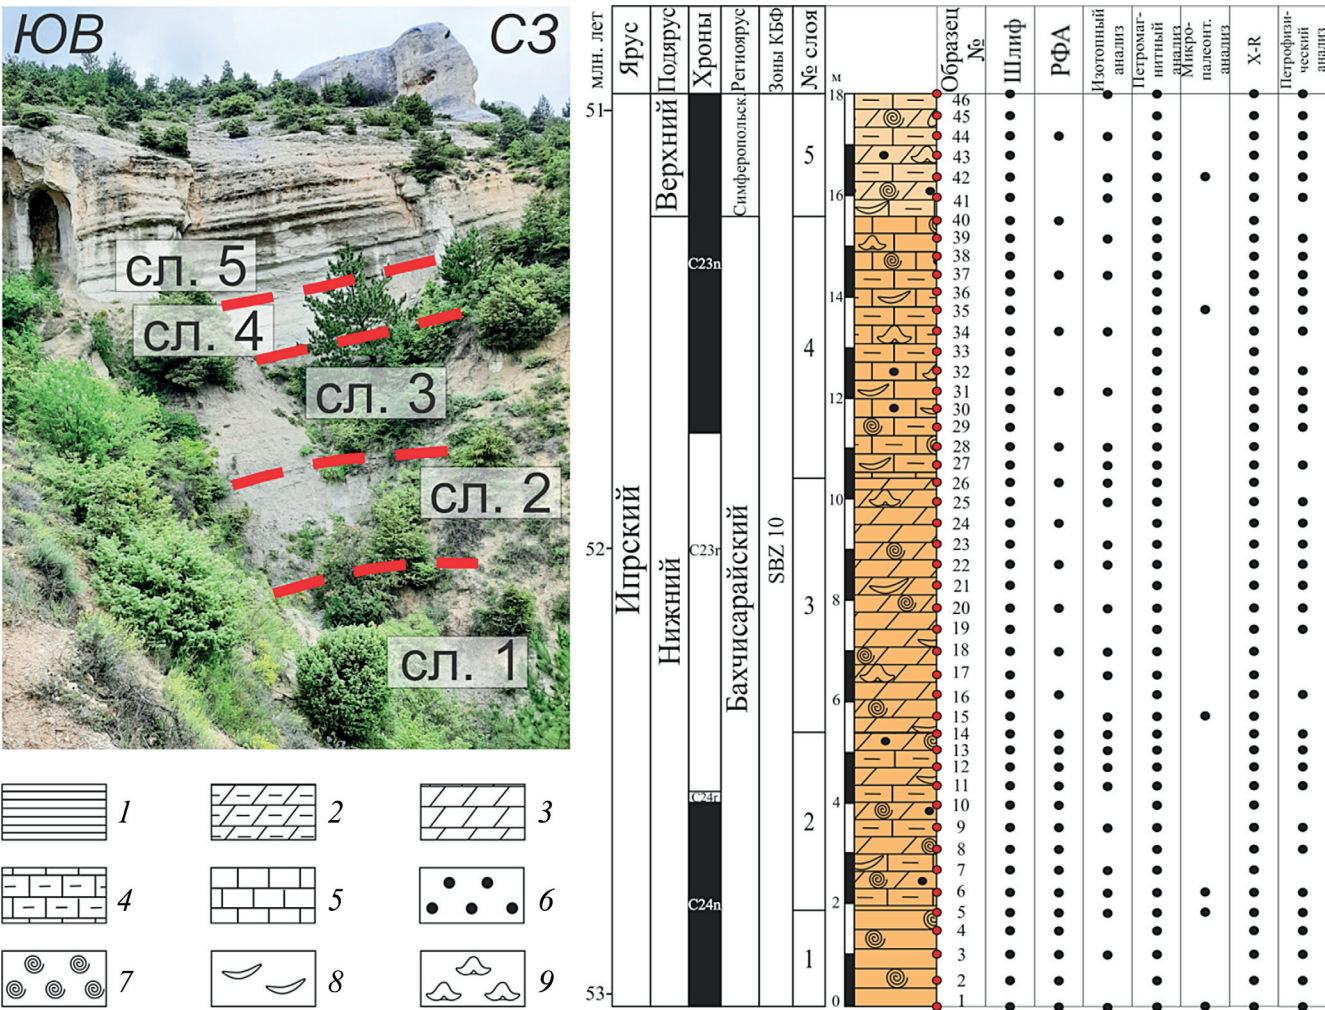 ЮВ
СЗ
сл. 5
сл. 4
сл. 3
сл. 2
сл. 1
1
2
3
4
5
6
7
8
9
млн. лет
Ярус
Подярус
Хроны
Региоярус
Зоны КБФ
№ слоя
м
Образец
№
Шлиф
РФА
Изотопный
анализ
Петромаг-
нитный
анализ
Микро-
палеонт.
анализ
X-R
Петрофизи-
ческий
анализ
51
52
53
Ипрский
Верхний
Нижний
C23n
C23r
C24r
C24n
Симферопольск.
Бахчисарайский
SBZ 10
5
4
3
2
1
18
16
14
12
10
8
6
4
2
0
46
45
44
43
42
41
40
39
38
37
36
35
34
33
32
31
30
29
28
27
26
25
24
23
22
21
20
19
18
17
16
15
14
13
12
11
10
9
8
7
6
5
4
3
2
1